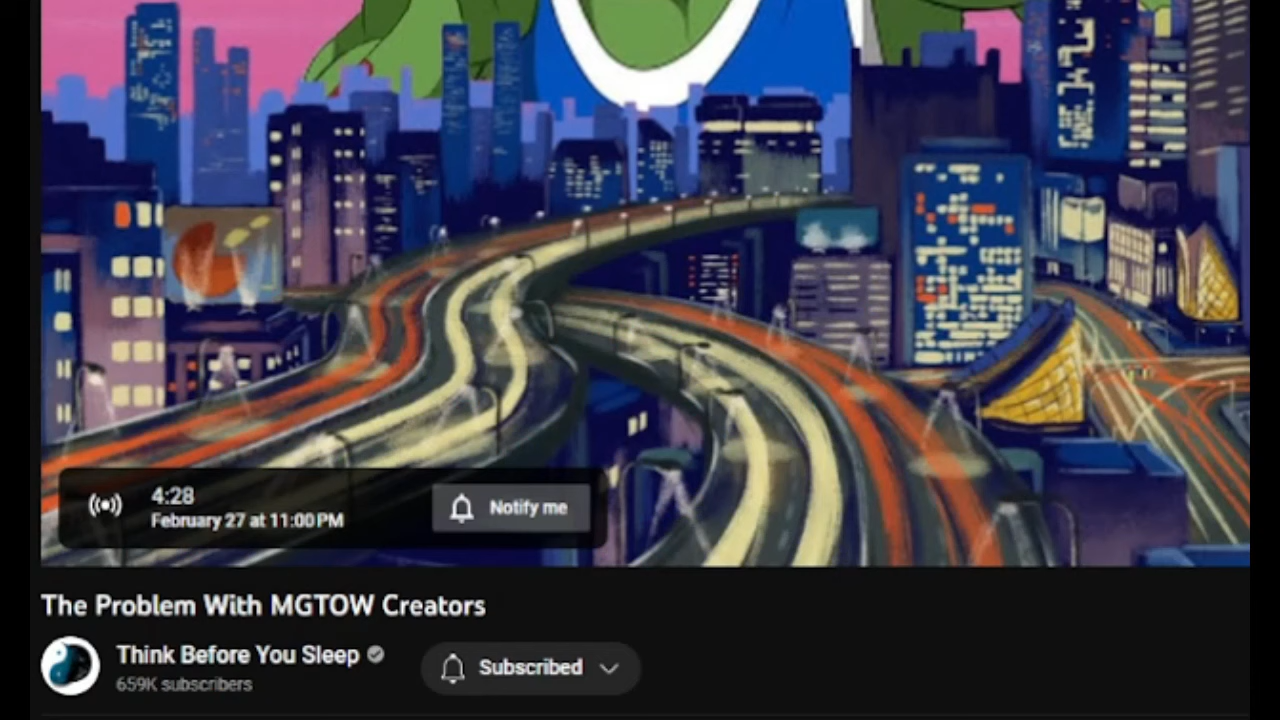 4:28
February 27 at 11:00 PM
Notify me
The Problem With MGTOW Creators
Think Before You Sleep
Subscribed
659K subscribers